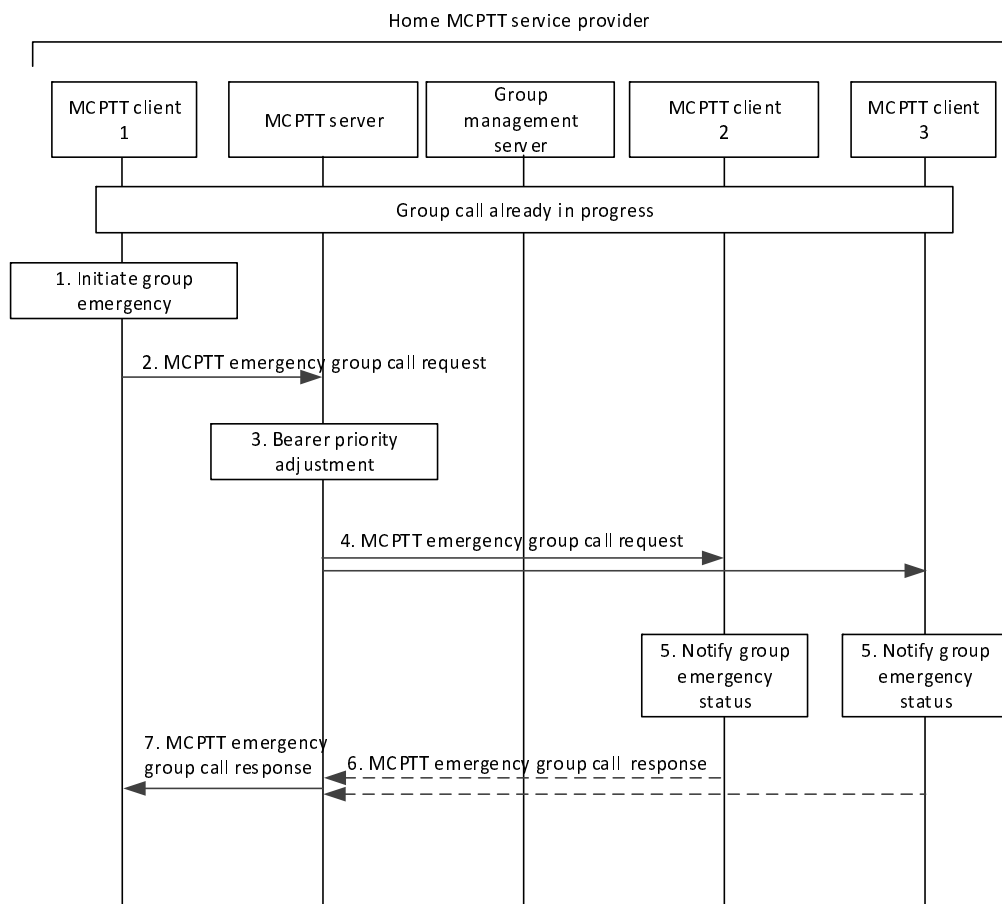 Home MCPTT service provider
MCPTT client
1
MCPTT server
Group
management
server
MCPTT client
2
MCPTT client
3
Group call already in progress
1. Initiate group
emergency
2. MCPTT emergency group call request
3. Bearer priority
adjustment
4. MCPTT emergency group call request
5. Notify group
emergency
status
5. Notify group
emergency
status
7. MCPTT emergency
group call response
6. MCPTT emergency group call response